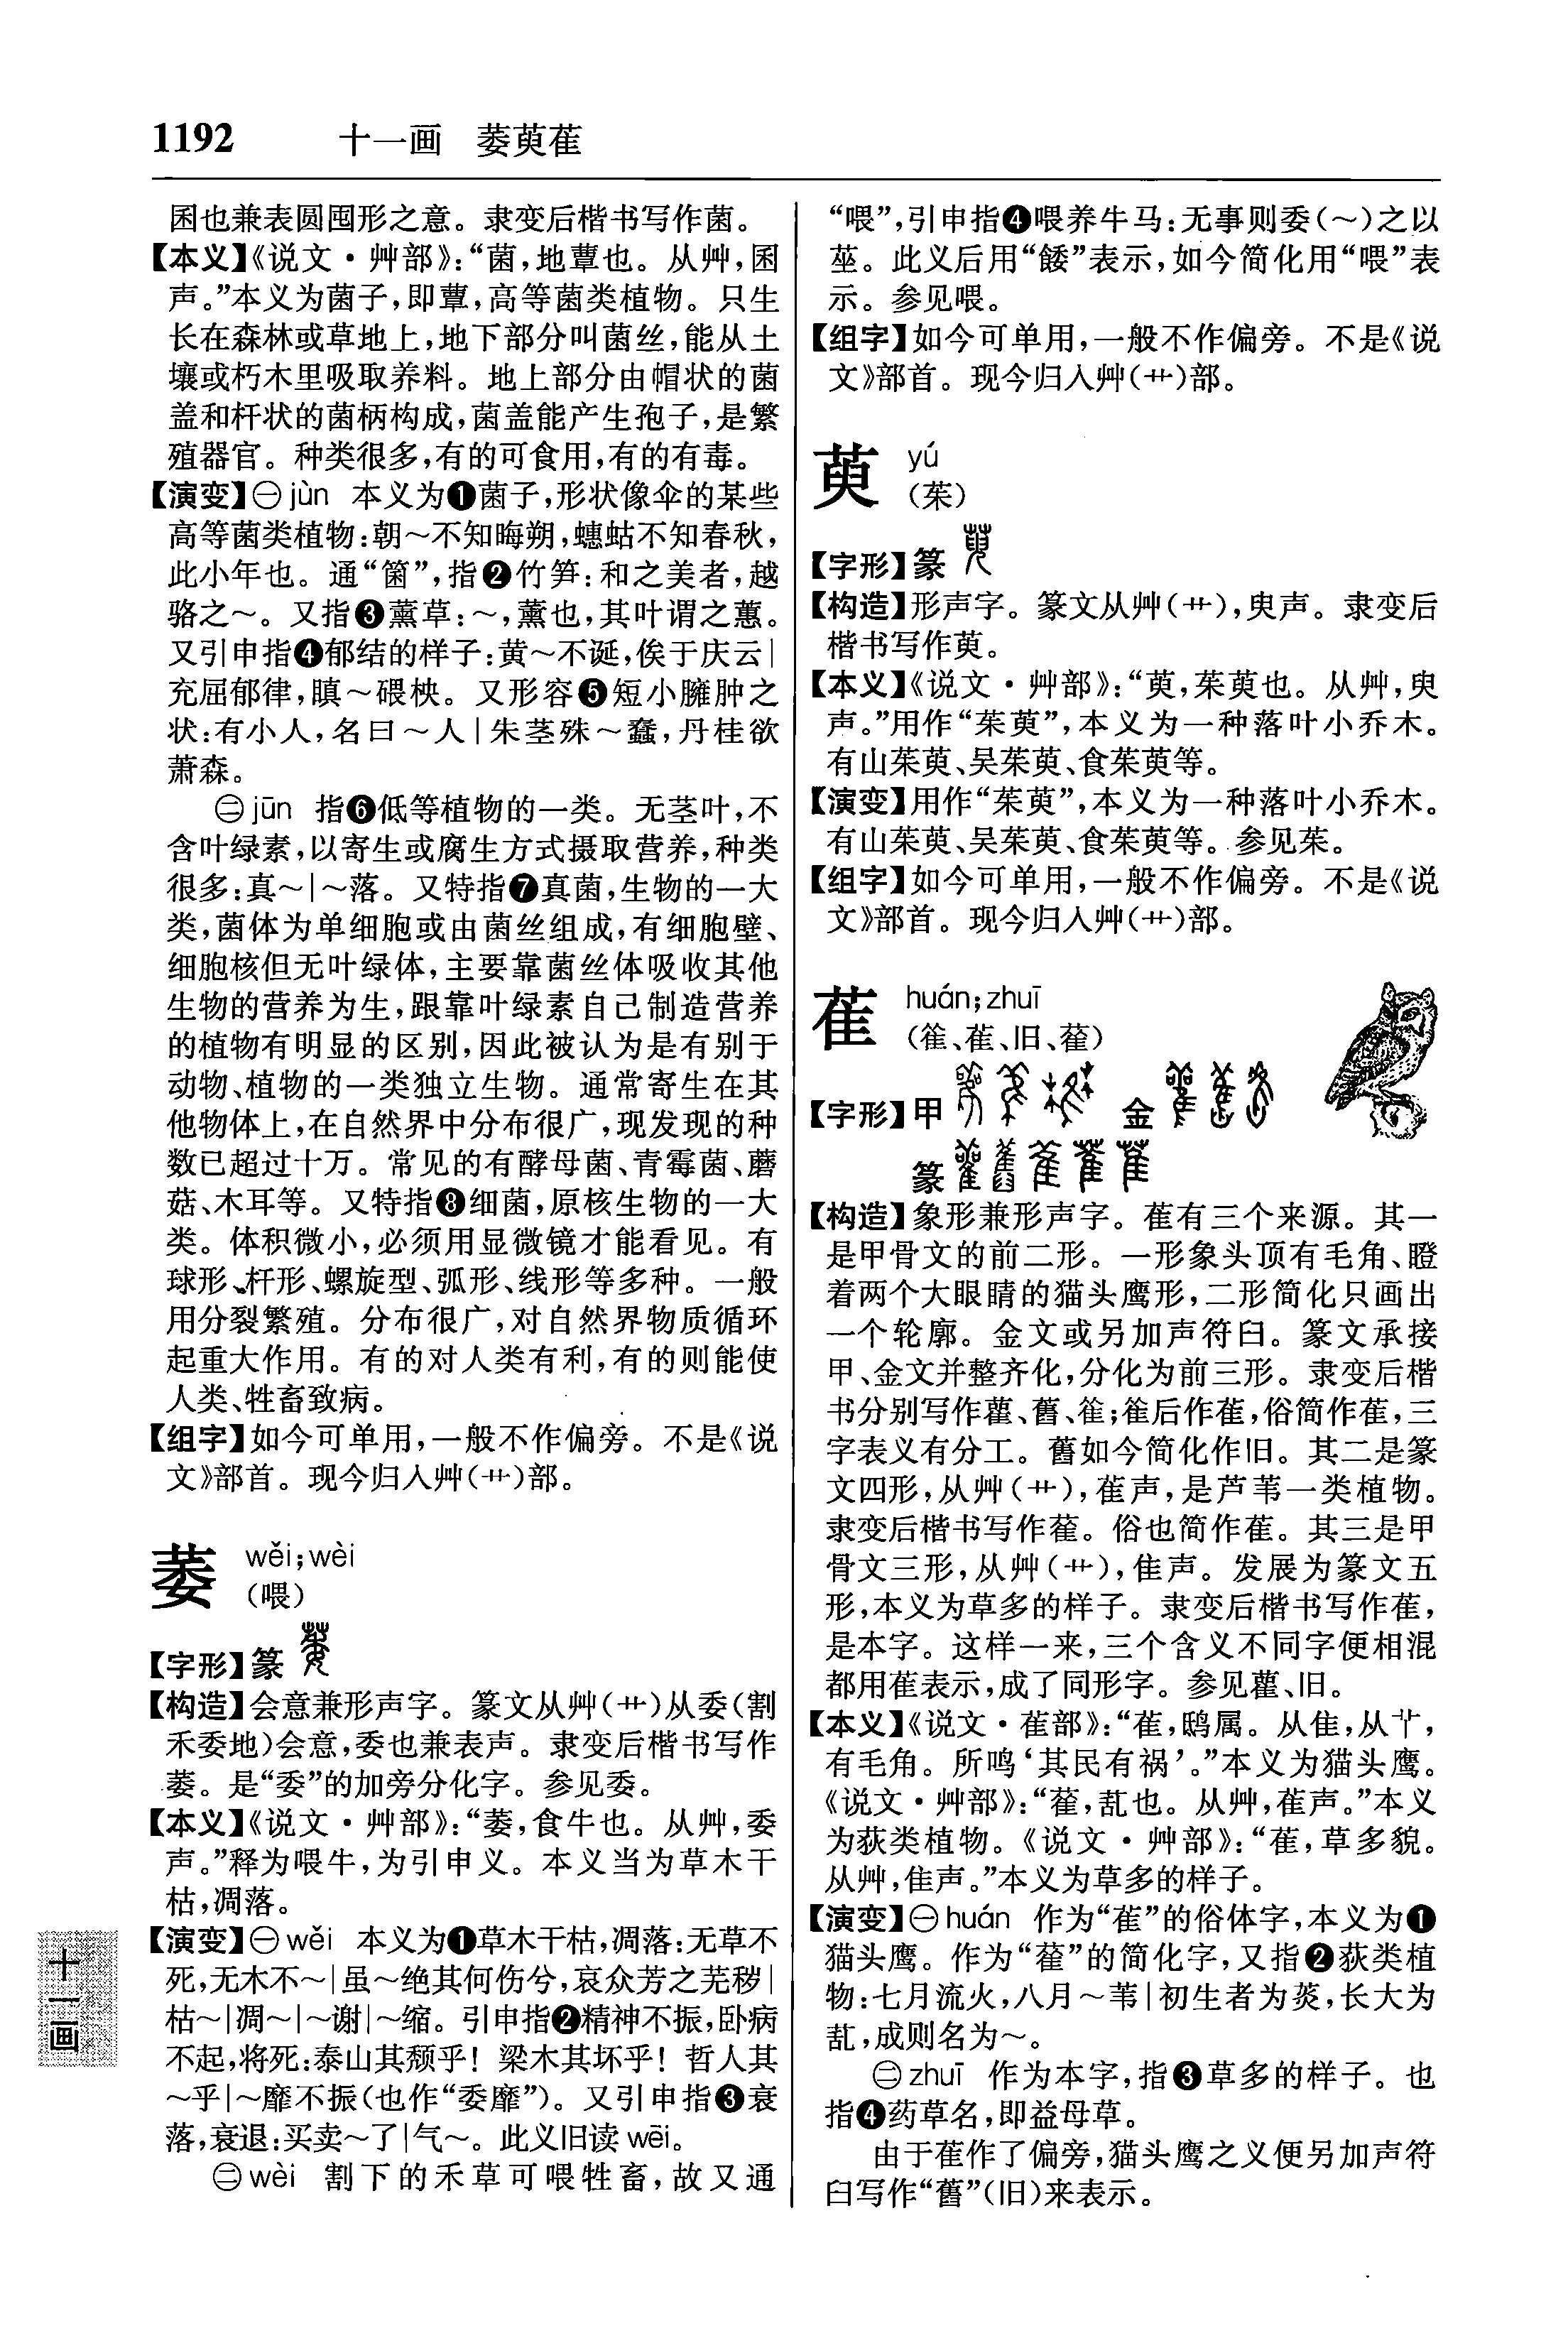 1192 十一画 萎萸萑
囷也兼表圆囤形之意。隶变后楷书写作菌。
【本义】《说文·艸部》：“菌，地蕈也。从艸，囷
声。”本义为菌子，即蕈，高等菌类植物。只生
长在森林或草地上，地下部分叫菌丝，能从土
壤或朽木里吸取养料。地上部分由帽状的菌
盖和杆状的菌柄构成，菌盖能产生孢子，是繁
殖器官。种类很多，有的可食用，有的有毒。
【演变】㊀jùn 本义为❶菌子，形状像伞的某些
高等菌类植物：朝～不知晦朔，蟪蛄不知春秋，
此小年也。通“箘”，指❷竹笋：和之美者，越
骆之～。又指❸薰草：～，薰也，其叶谓之蕙。
又引申指❹郁结的样子：黄～不诞，俟于庆云｜
充屈郁律，瞋～碨柍。又形容❺短小臃肿之
状：有小人，名曰～人｜朱茎殊～蠢，丹桂欲
萧森。
㊁jūn 指❻低等植物的一类。无茎叶，不
含叶绿素，以寄生或腐生方式摄取营养，种类
很多：真～｜～落。又特指❼真菌，生物的一大
类，菌体为单细胞或由菌丝组成，有细胞壁、
细胞核但无叶绿体，主要靠菌丝体吸收其他
生物的营养为生，跟靠叶绿素自己制造营养
的植物有明显的区别，因此被认为是有别于
动物、植物的一类独立生物。通常寄生在其
他物体上，在自然界中分布很广，现发现的种
数已超过十万。常见的有酵母菌、青霉菌、蘑
菇、木耳等。又特指❽细菌，原核生物的一大
类。体积微小，必须用显微镜才能看见。有
球形、杆形、螺旋型、弧形、线形等多种。一般
用分裂繁殖。分布很广，对自然界物质循环
起重大作用。有的对人类有利，有的则能使
人类、牲畜致病。
【组字】如今可单用，一般不作偏旁。不是《说
文》部首。现今归入艸（艹）部。
萎 wěi；wèi
（喂）
【字形】篆
【构造】会意兼形声字。篆文从艸（艹）从委（割
禾委地）会意，委也兼表声。隶变后楷书写作
萎。是“委”的加旁分化字。参见委。
【本义】《说文·艸部》：“萎，食牛也。从艸，委
声。”释为喂牛，为引申义。本义当为草木干
枯，凋落。
【演变】㊀wěi 本义为❶草木干枯，凋落：无草不
死，无木不～｜虽～绝其何伤兮，哀众芳之芜秽｜
枯～｜凋～｜～谢｜～缩。引申指❷精神不振，卧病
不起，将死：泰山其颓乎！梁木其坏乎！哲人其
～乎｜～靡不振（也作“委靡”）。又引申指❸衰
落，衰退：买卖～了｜气～。此义旧读 wēi。
㊁wèi 割下的禾草可喂牲畜，故又通
“喂”，引申指❹喂养牛马：无事则委（～）之以
莝。此义后用“餧”表示，如今简化用“喂”表
示。参见喂。
【组字】如今可单用，一般不作偏旁。不是《说
文》部首。现今归入艸（艹）部。
萸 yú
（茱）
【字形】篆
【构造】形声字。篆文从艸（艹），臾声。隶变后
楷书写作萸。
【本义】《说文·艸部》：“萸，茱萸也。从艸，臾
声。”用作“茱萸”，本义为一种落叶小乔木。
有山茱萸、吴茱萸、食茱萸等。
【演变】用作“茱萸”，本义为一种落叶小乔木。
有山茱萸、吴茱萸、食茱萸等。参见茱。
【组字】如今可单用，一般不作偏旁。不是《说
文》部首。现今归入艸（艹）部。
萑 huán；zhuī
（雈、萑、旧、雚）
【字形】甲 金
篆
【构造】象形兼形声字。萑有三个来源。其一
是甲骨文的前二形。一形象头顶有毛角、瞪
着两个大眼睛的猫头鹰形，二形简化只画出
一个轮廓。金文或另加声符臼。篆文承接
甲、金文并整齐化，分化为前三形。隶变后楷
书分别写作雚、舊、雈；雈后作萑，俗简作萑，三
字表义有分工。舊如今简化作旧。其二是篆
文四形，从艸（艹），雈声，是芦苇一类植物。
隶变后楷书写作萑。俗也简作萑。其三是甲
骨文三形，从艸（艹），隹声。发展为篆文五
形，本义为草多的样子。隶变后楷书写作萑，
是本字。这样一来，三个含义不同字便相混
都用萑表示，成了同形字。参见雚、旧。
【本义】《说文·雈部》：“雈，鸱属。从隹，从𦫳，
有毛角。所鸣‘其民有祸’。”本义为猫头鹰。
《说文·艸部》：“萑，薍也。从艸，雈声。”本义
为荻类植物。《说文·艸部》：“萑，草多貌。
从艸，隹声。”本义为草多的样子。
【演变】㊀huán 作为“雈”的俗体字，本义为❶
猫头鹰。作为“萑”的简化字，又指❷荻类植
物：七月流火，八月～苇｜初生者为菼，长大为
薍，成则名为～。
㊁zhuī 作为本字，指❸草多的样子。也
指❹药草名，即益母草。
由于萑作了偏旁，猫头鹰之义便另加声符
臼写作“舊”（旧）来表示。
十一画